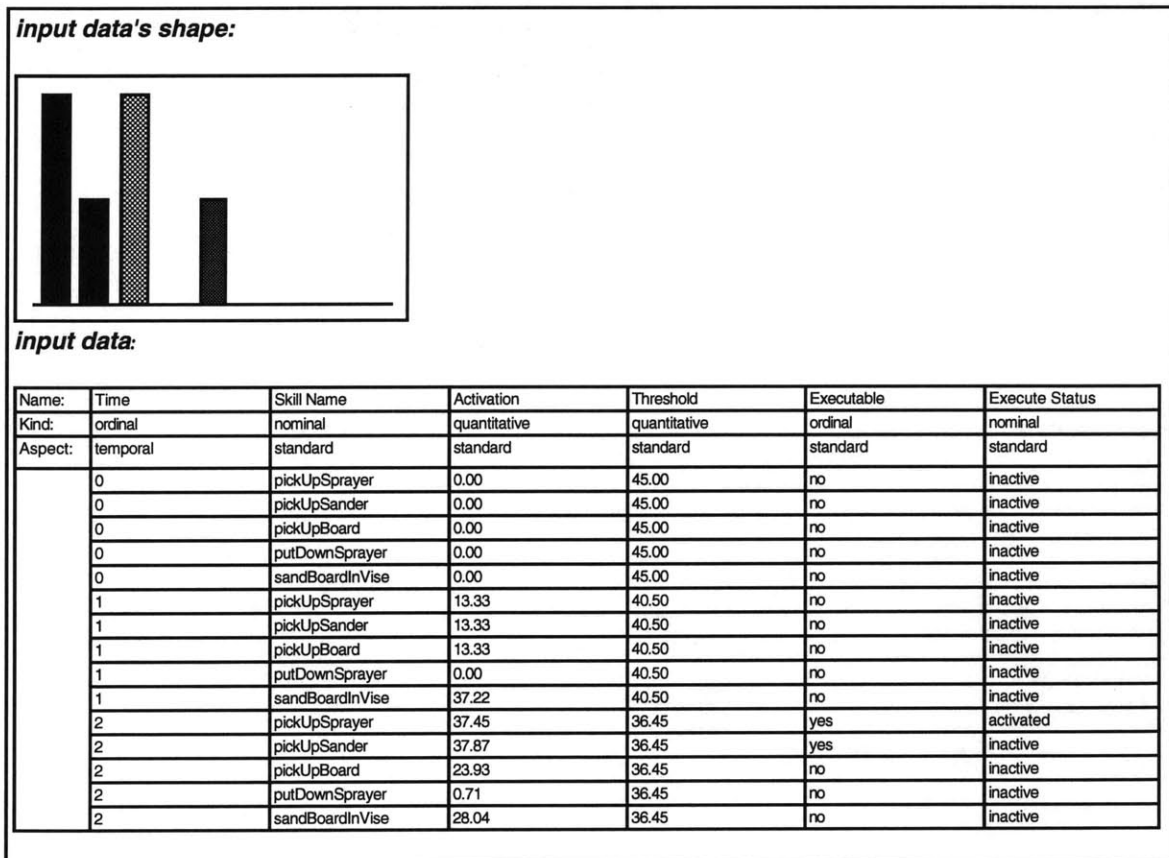 input data's shape:
input data:
Name: Time Skill Name Activation Threshold Executable Execute Status
Kind: ordinal nominal quantitative quantitative ordinal nominal
Aspect: temporal standard standard standard standard standard
0 pickUpSprayer 0.00 45.00 no inactive
0 pickUpSander 0.00 45.00 no inactive
0 pickUpBoard 0.00 45.00 no inactive
0 putDownSprayer 0.00 45.00 no inactive
0 sandBoardInVise 0.00 45.00 no inactive
1 pickUpSprayer 13.33 40.50 no inactive
1 pickUpSander 13.33 40.50 no inactive
1 pickUpBoard 13.33 40.50 no inactive
1 putDownSprayer 0.00 40.50 no inactive
1 sandBoardInVise 37.22 40.50 no inactive
2 pickUpSprayer 37.45 36.45 yes activated
2 pickUpSander 37.87 36.45 yes inactive
2 pickUpBoard 23.93 36.45 no inactive
2 putDownSprayer 0.71 36.45 no inactive
2 sandBoardInVise 28.04 36.45 no inactive